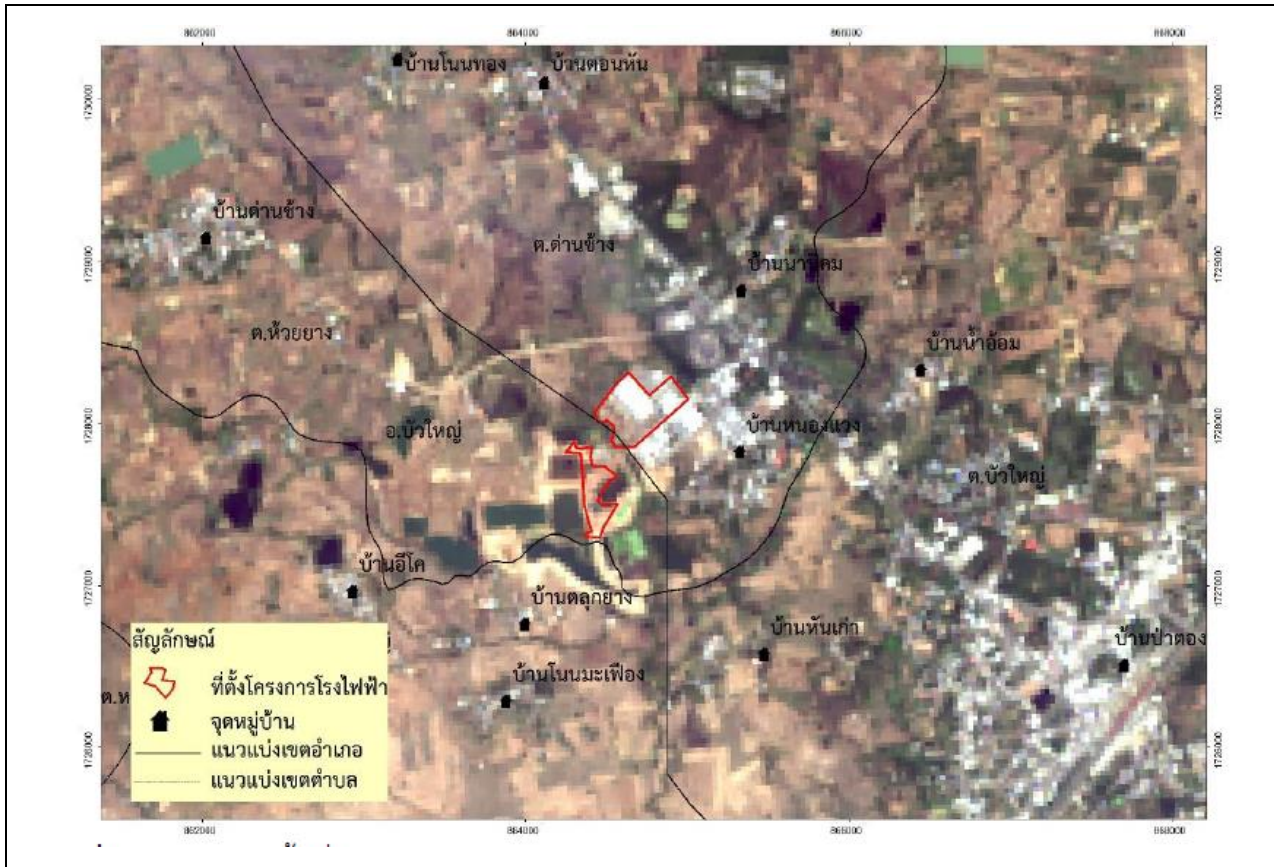 862000 864000 866000 868000
บ้านโนนทอง บ้านดอนหัน
1730000 1730000
บ้านด่านช้าง
ต.ด่านช้าง
1729000 1729000
บ้านนานิคม
ต.ห้วยยาง
บ้านน้ำอ้อม
1728000 1728000
อ.บัวใหญ่
บ้านหนองแวง
ต.บัวใหญ่
1727000 1727000
บ้านอีโค
บ้านตลุกยาง
บ้านหันเก่า
บ้านป่าตอง
บ้านโนนมะเฟือง
1726000 1726000
สัญลักษณ์
ที่ตั้งโครงการโรงไฟฟ้า
จุดหมู่บ้าน
แนวแบ่งเขตอำเภอ
แนวแบ่งเขตตำบล
862000 864000 866000 868000